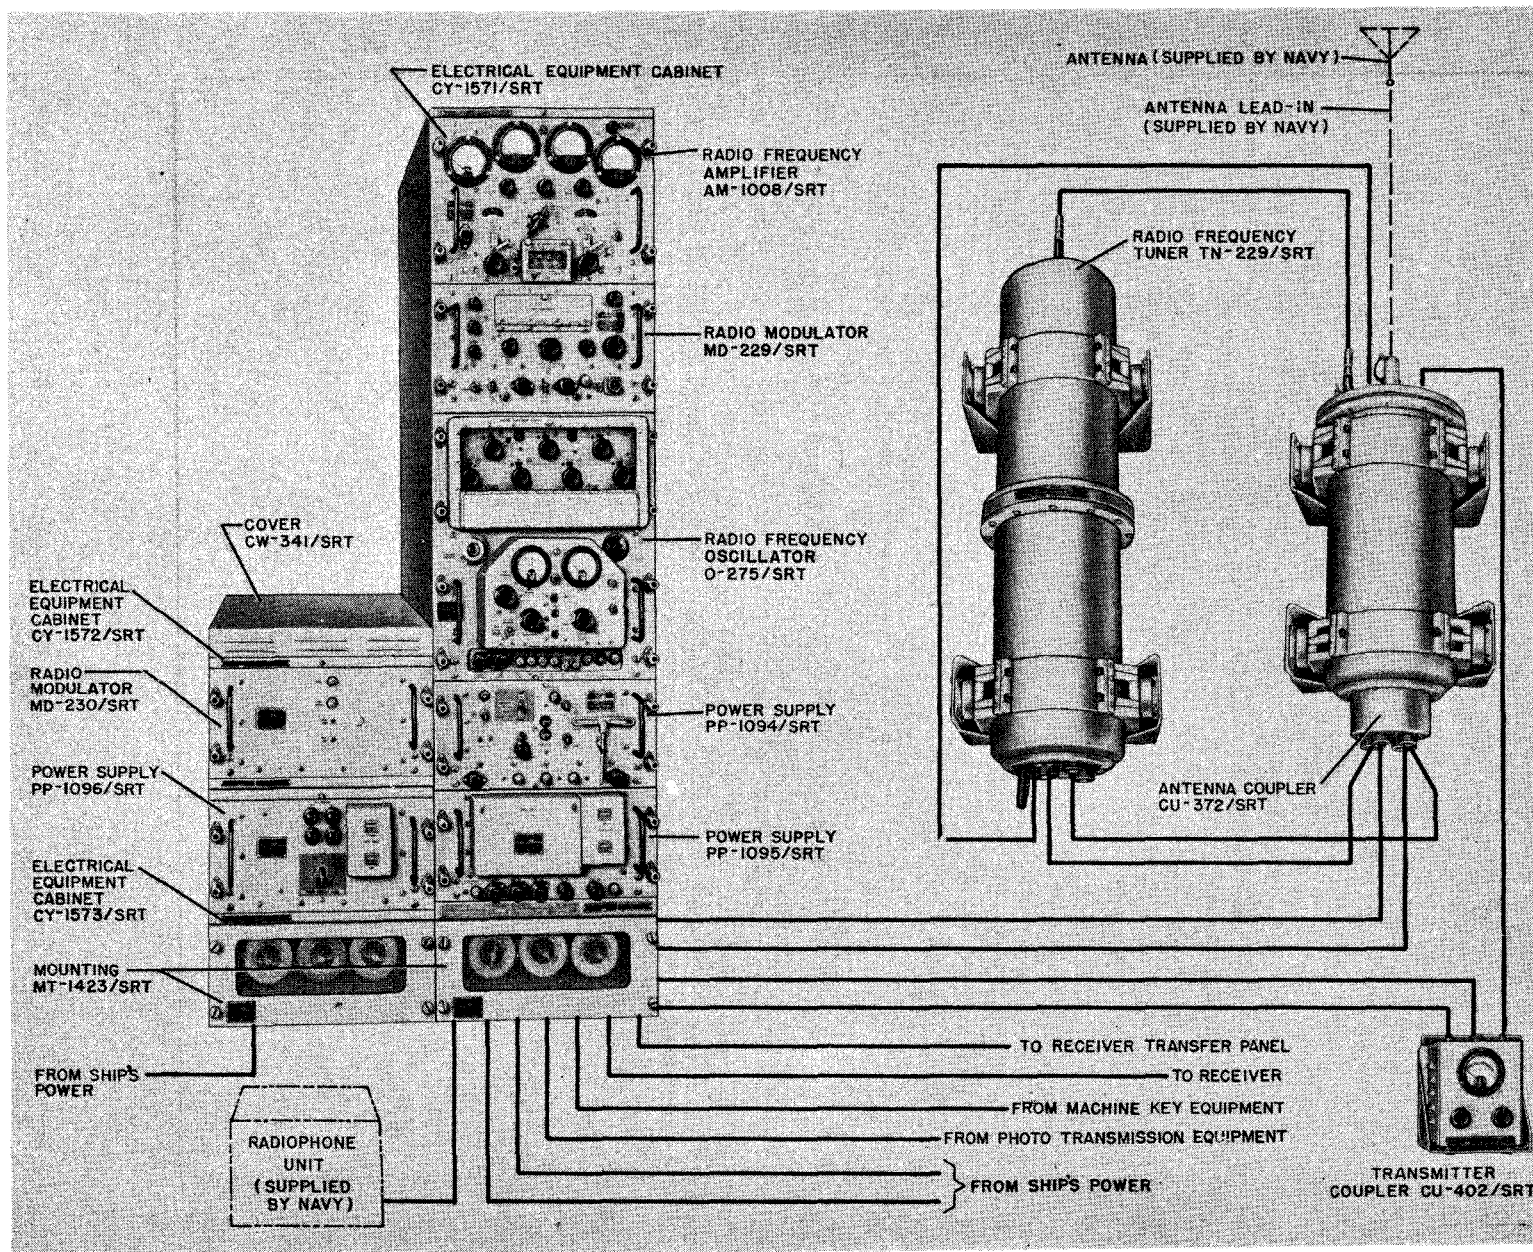 ELECTRICAL EQUIPMENT CABINET
CY-1571/SRT
RADIO FREQUENCY
AMPLIFIER
AM-1008/SRT
RADIO MODULATOR
MD-229/SRT
RADIO FREQUENCY
OSCILLATOR
O-275/SRT
POWER SUPPLY
PP-1094/SRT
POWER SUPPLY
PP-1095/SRT
COVER
CW-341/SRT
ELECTRICAL
EQUIPMENT
CABINET
CY-1572/SRT
RADIO
MODULATOR
MD-230/SRT
POWER SUPPLY
PP-1096/SRT
ELECTRICAL
EQUIPMENT
CABINET
CY-1573/SRT
MOUNTING
MT-1423/SRT
FROM SHIP'S
POWER
RADIOPHONE
UNIT
(SUPPLIED
BY NAVY)
ANTENNA (SUPPLIED BY NAVY)
ANTENNA LEAD-IN
(SUPPLIED BY NAVY)
RADIO FREQUENCY
TUNER TN-229/SRT
ANTENNA COUPLER
CU-372/SRT
TO RECEIVER TRANSFER PANEL
TO RECEIVER
FROM MACHINE KEY EQUIPMENT
FROM PHOTO TRANSMISSION EQUIPMENT
FROM SHIP'S POWER
TRANSMITTER
COUPLER CU-402/SRT